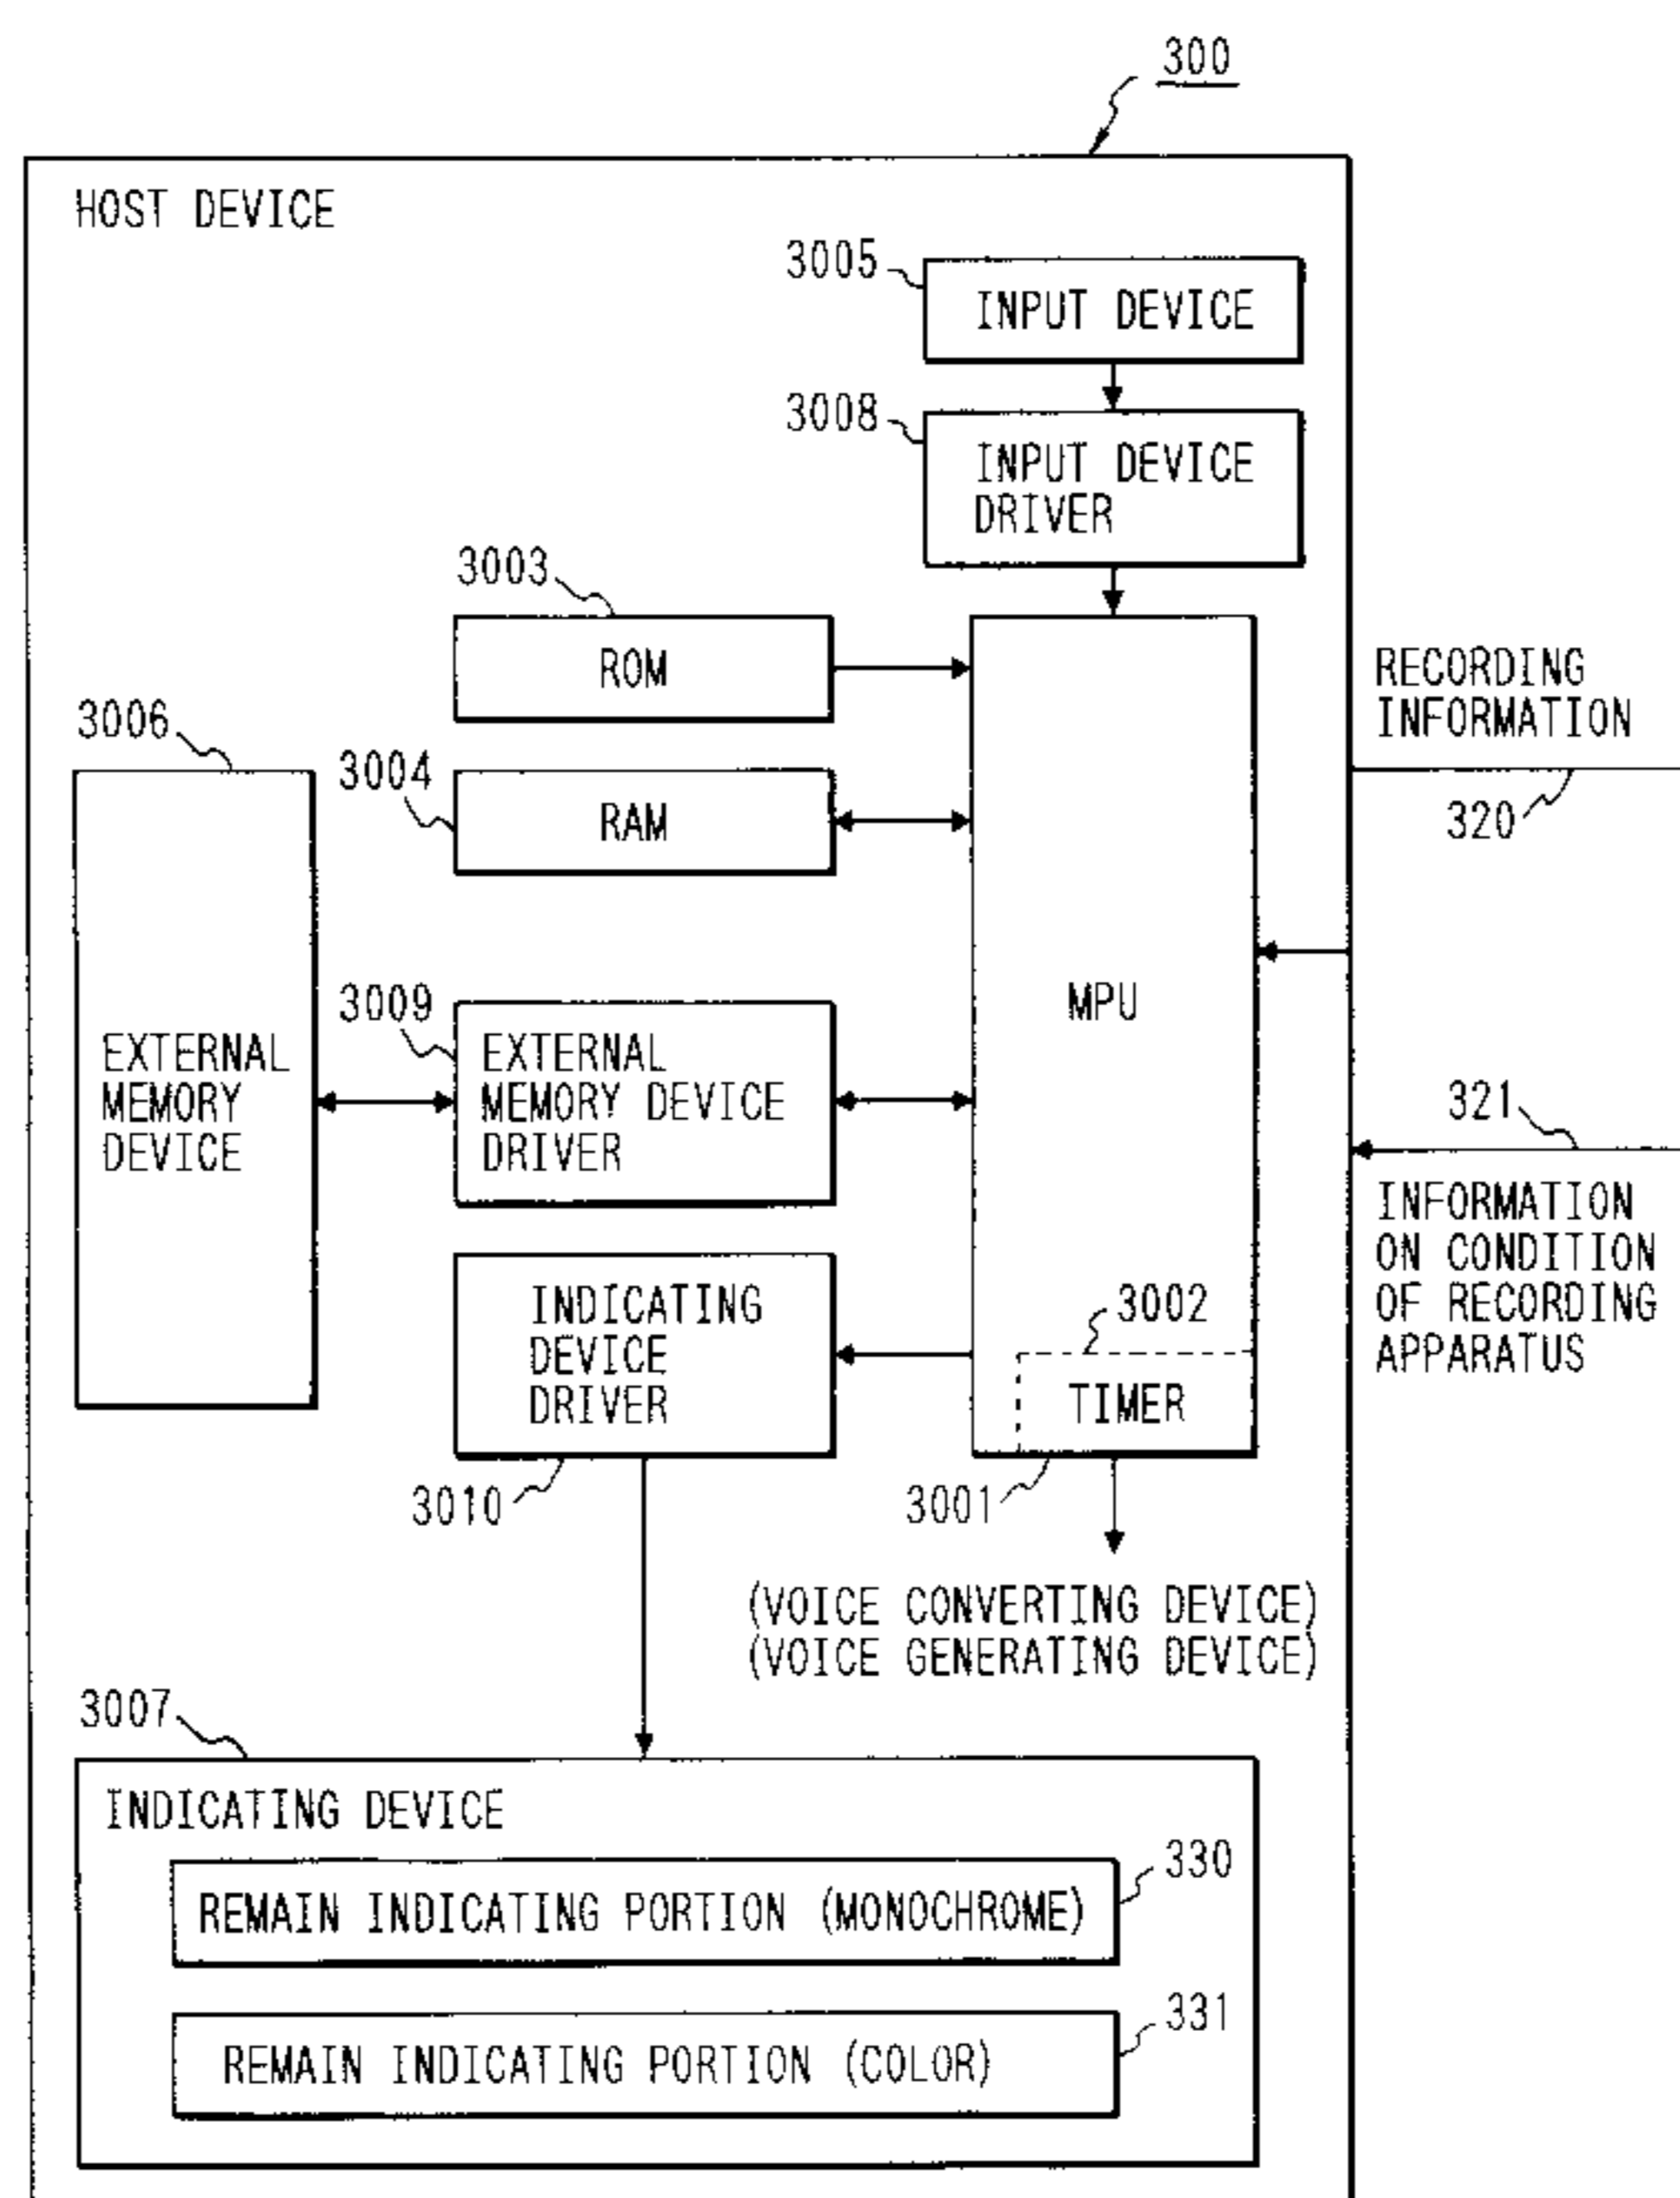 300
HOST DEVICE
3005
INPUT DEVICE
3008
INPUT DEVICE
DRIVER
3003
ROM
RECORDING
INFORMATION
3006
3004
RAM
320
3009
MPU
EXTERNAL
MEMORY
DEVICE
EXTERNAL
MEMORY DEVICE
DRIVER
321
INFORMATION
ON CONDITION
OF RECORDING
APPARATUS
INDICATING
DEVICE
DRIVER
3002
TIMER
3010
3001
(VOICE CONVERTING DEVICE)
(VOICE GENERATING DEVICE)
3007
INDICATING DEVICE
330
REMAIN INDICATING PORTION (MONOCHROME)
331
REMAIN INDICATING PORTION (COLOR)